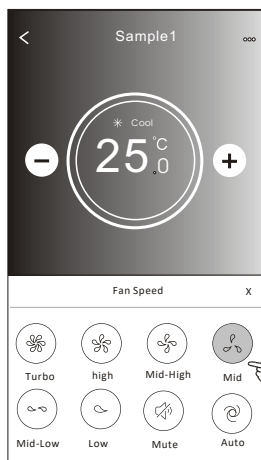 Sample1
Cool
25.0°C
Fan Speed x
Turbo high Mid-High Mid
Mid-Low Low Mute Auto